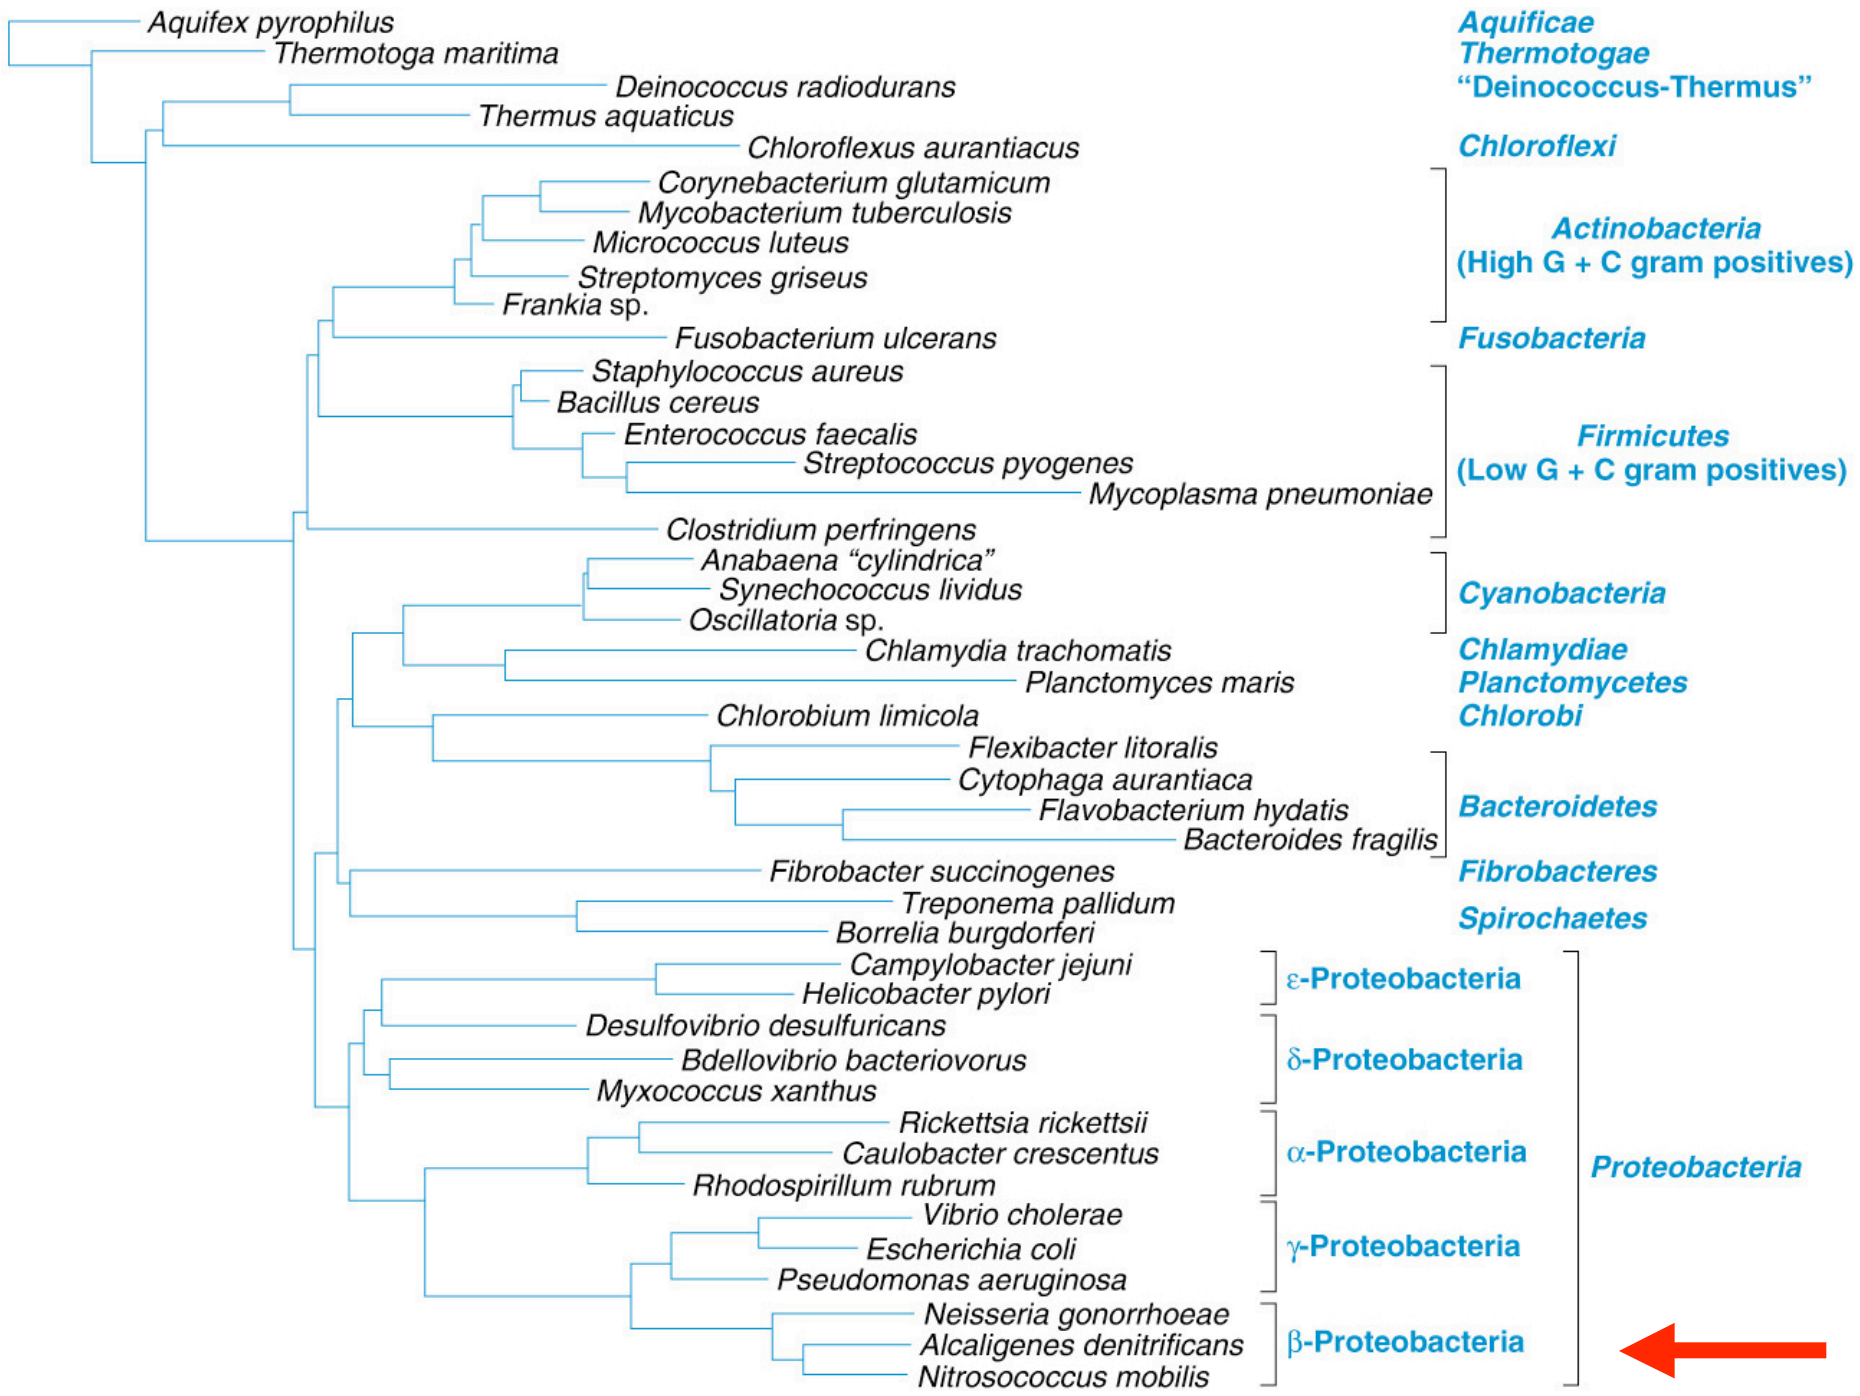 Aquifex pyrophilus Aquificae
Thermotoga maritima Thermotogae
Deinococcus radiodurans “Deinococcus-Thermus”
Thermus aquaticus
Chloroflexus aurantiacus Chloroflexi
Corynebacterium glutamicum
Mycobacterium tuberculosis
Micrococcus luteus
Streptomyces griseus
Frankia sp.
Actinobacteria
(High G + C gram positives)
Fusobacterium ulcerans Fusobacteria
Staphylococcus aureus
Bacillus cereus
Enterococcus faecalis
Streptococcus pyogenes
Mycoplasma pneumoniae
Clostridium perfringens
Firmicutes
(Low G + C gram positives)
Anabaena “cylindrica”
Synechococcus lividus
Oscillatoria sp.
Cyanobacteria
Chlamydia trachomatis Chlamydiae
Planctomyces maris Planctomycetes
Chlorobium limicola Chlorobi
Flexibacter litoralis
Cytophaga aurantiaca
Flavobacterium hydatis
Bacteroides fragilis
Bacteroidetes
Fibrobacter succinogenes Fibrobacteres
Treponema pallidum
Borrelia burgdorferi
Spirochaetes
Campylobacter jejuni
Helicobacter pylori
ε-Proteobacteria
Desulfovibrio desulfuricans
Bdellovibrio bacteriovorus
Myxococcus xanthus
δ-Proteobacteria
Rickettsia rickettsii
Caulobacter crescentus
Rhodospirillum rubrum
α-Proteobacteria
Vibrio cholerae
Escherichia coli
Pseudomonas aeruginosa
γ-Proteobacteria
Neisseria gonorrhoeae
Alcaligenes denitrificans
Nitrosococcus mobilis
β-Proteobacteria
Proteobacteria